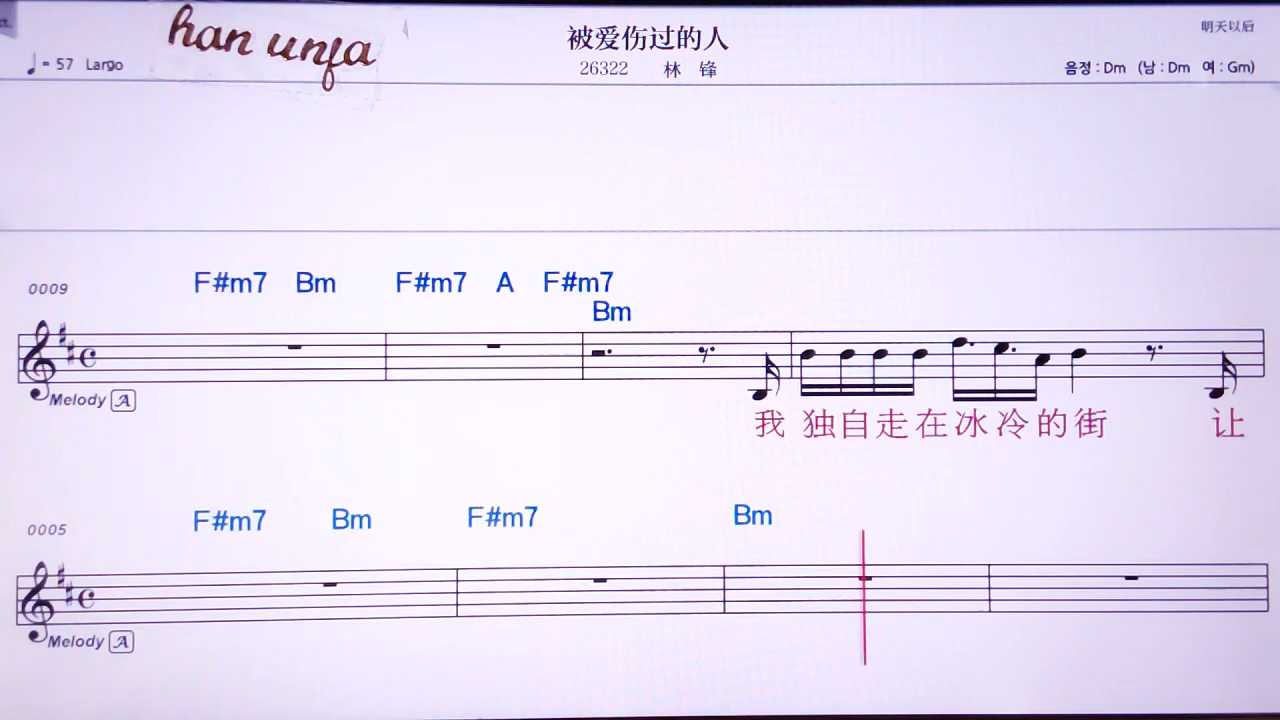 han unfa
被爱伤过的人
明天以后
♩= 57 Largo
26322 林 锋
음정 : Dm (남 : Dm 여 : Gm)
0009
F#m7 Bm F#m7 A F#m7
Bm
Melody A
我 独自走在冰冷的街 让
0005
F#m7 Bm F#m7 Bm
Melody A